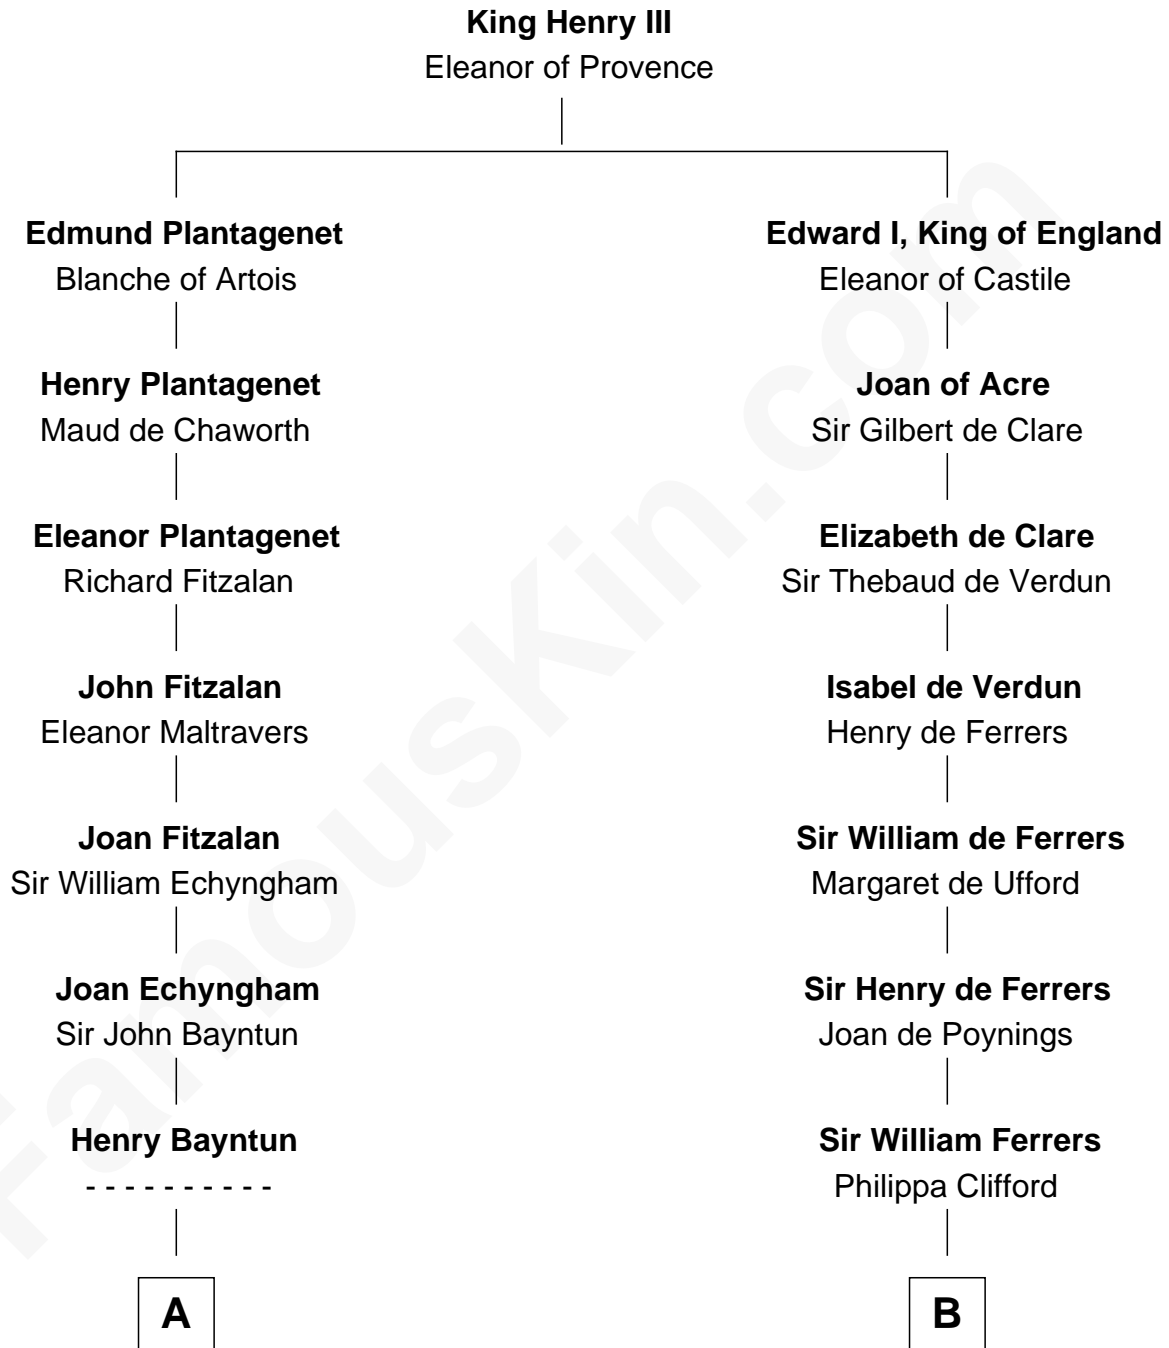 King Henry III
Eleanor of Provence
Edmund Plantagenet
Blanche of Artois
Henry Plantagenet
Maud de Chaworth
Eleanor Plantagenet
Richard Fitzalan
John Fitzalan
Eleanor Maltravers
Joan Fitzalan
Sir William Echyngham
Joan Echyngham
Sir John Bayntun
Henry Bayntun
- - - - - - - - - -
A
Edward I, King of England
Eleanor of Castile
Joan of Acre
Sir Gilbert de Clare
Elizabeth de Clare
Sir Thebaud de Verdun
Isabel de Verdun
Henry de Ferrers
Sir William de Ferrers
Margaret de Ufford
Sir Henry de Ferrers
Joan de Poynings
Sir William Ferrers
Philippa Clifford
B
FamousKin.com